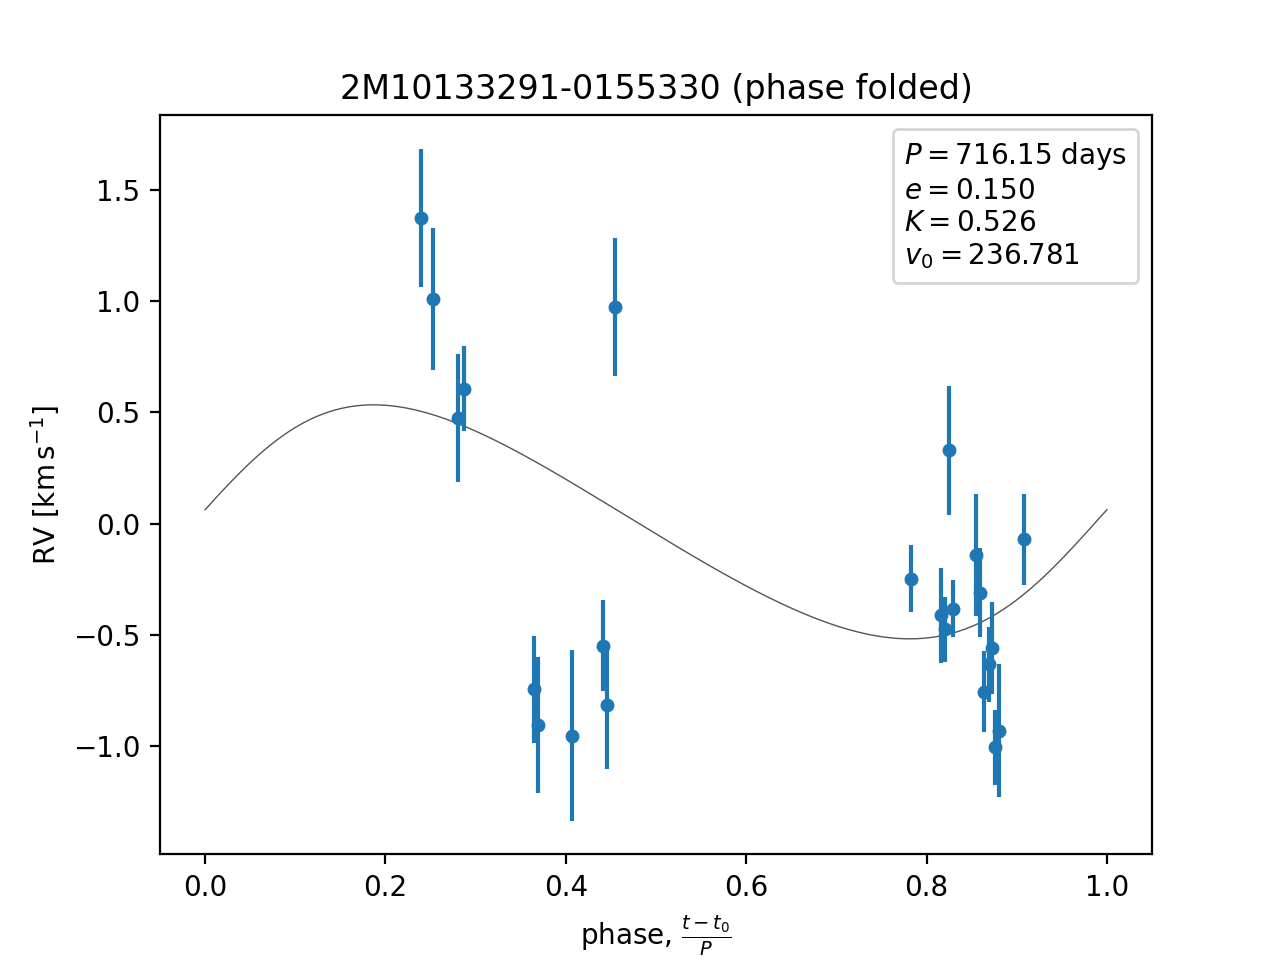 2M10133291-0155330 (phase folded)
P = 716.15 days
e = 0.150
K = 0.526
v₀ = 236.781
RV [km s⁻¹]
1.5
1.0
0.5
0.0
−0.5
−1.0
0.0 0.2 0.4 0.6 0.8 1.0
phase, (t − t₀)/P